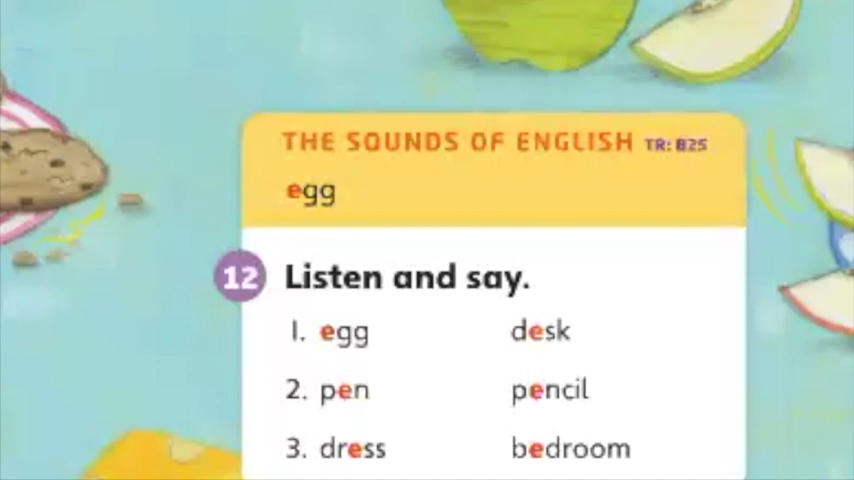 THE SOUNDS OF ENGLISH TR: B25
egg
12 Listen and say.
1. egg desk
2. pen pencil
3. dress bedroom